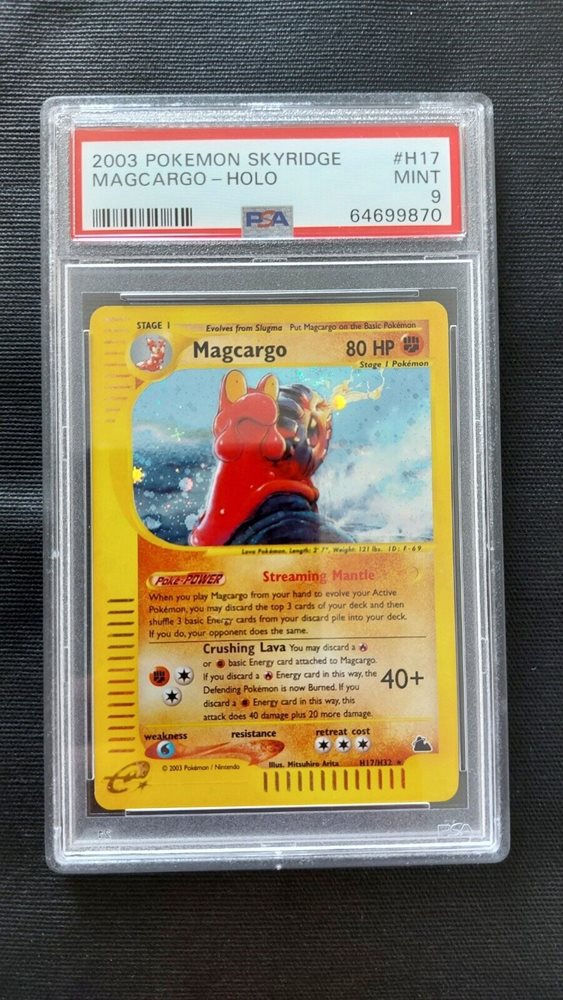 2003 POKEMON SKYRIDGE #H17
MAGCARGO – HOLO MINT
9
PSA 64699870
STAGE 1 Evolves from Slugma Put Magcargo on the Basic Pokémon
Magcargo 80 HP
Stage 1 Pokémon
Lava Pokémon. Length: 2' 7", Weight: 121 lbs. ID: F-69
Poké-POWER Streaming Mantle
When you play Magcargo from your hand to evolve your Active
Pokémon, you may discard the top 3 cards of your deck and then
shuffle 3 basic Energy cards from your discard pile into your deck.
If you do, your opponent does the same.
Crushing Lava You may discard a
or basic Energy card attached to Magcargo.
If you discard a Energy card in this way, the
Defending Pokémon is now Burned. If you
discard a Energy card in this way, this
attack does 40 damage plus 20 more damage.
40+
weakness resistance retreat cost
Illus. Mitsuhiro Arita H17/H32
© 2003 Pokémon / Nintendo
PSA